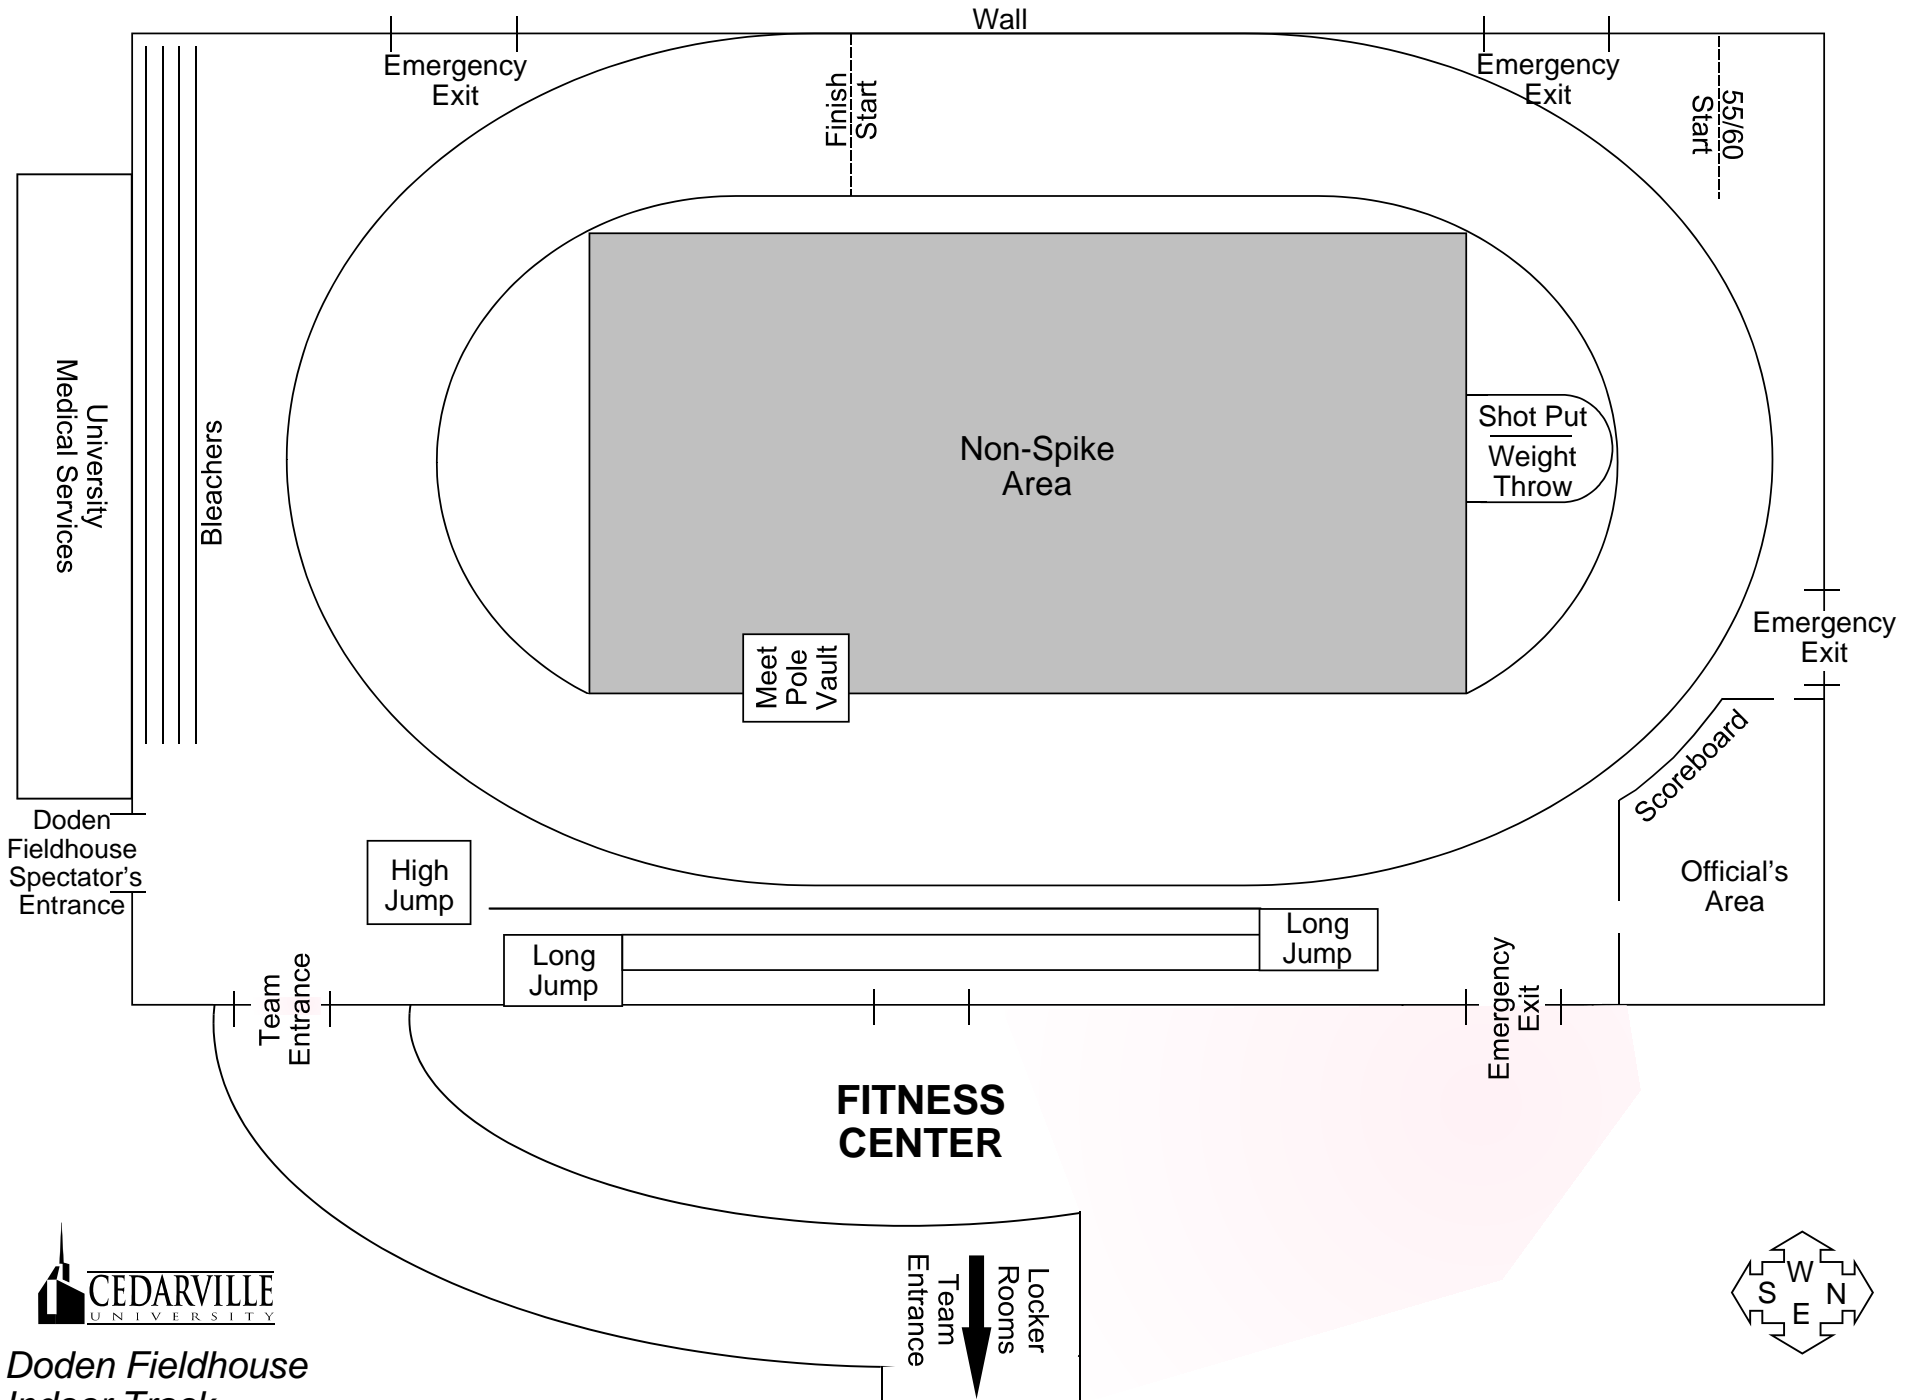 Wall
Emergency
Exit
Finish
Start
Emergency
Exit
55/60
Start
University
Medical Services
Bleachers
Non-Spike
Area
Shot Put
Weight
Throw
Meet
Pole
Vault
Emergency
Exit
Scoreboard
Official's
Area
Doden
Fieldhouse
Spectator's
Entrance
High
Jump
Long
Jump
Long
Jump
Team
Entrance
Emergency
Exit
FITNESS
CENTER
Locker
Rooms
Team
Entrance
W
S N
E
CEDARVILLE
UNIVERSITY
Doden Fieldhouse
Indoor Track